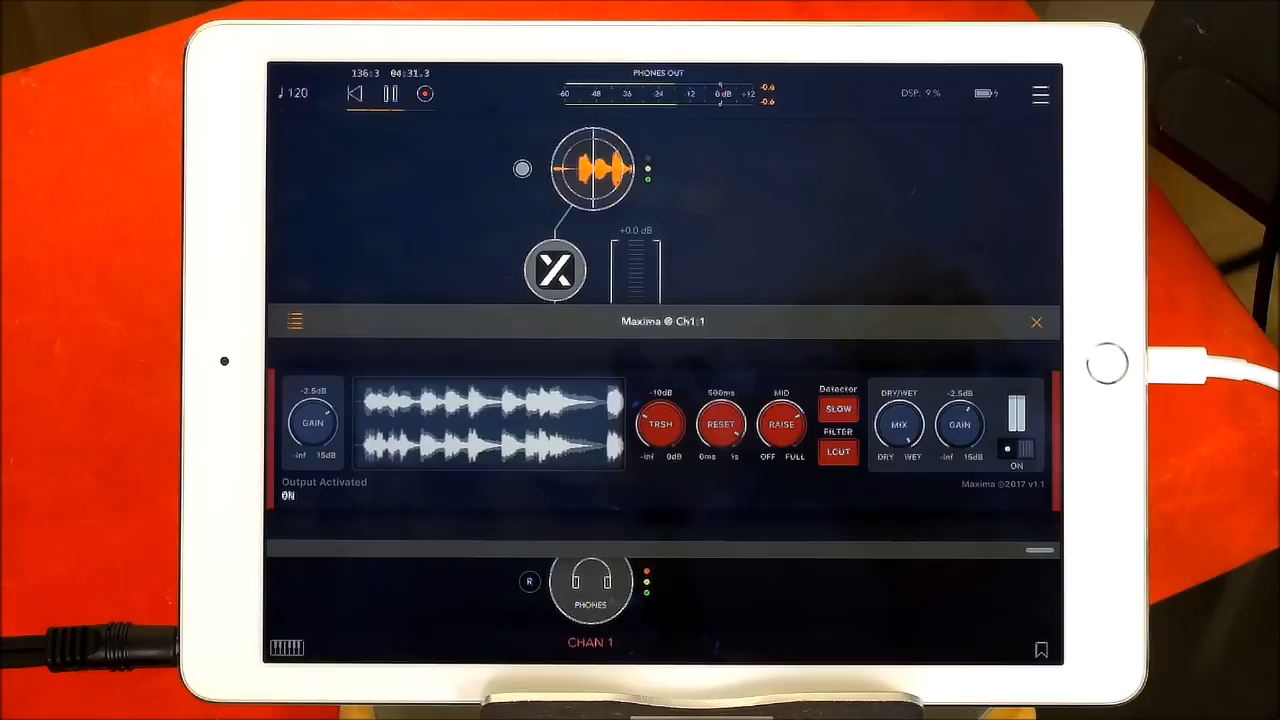 136:3 04:31.3
PHONES OUT
♩ 120
-60 -48 -36 -24 -12 0 dB +12
-0.6
-0.6
DSP: 9 %
+0.0 dB
Maxima @ Ch1:1
-2.5dB
GAIN
-inf 15dB
-10dB
TRSH
-inf 0dB
500ms
RESET
0ms 1s
MID
RAISE
OFF FULL
Detector
SLOW
FILTER
LCUT
DRY/WET
MIX
DRY WET
-2.5dB
GAIN
-inf 15dB
ON
Output Activated
ON
Maxima ©2017 v1.1
R
PHONES
CHAN 1